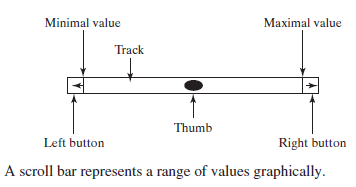 Minimal value
Maximal value
Track
Thumb
Left button
Right button
A scroll bar represents a range of values graphically.